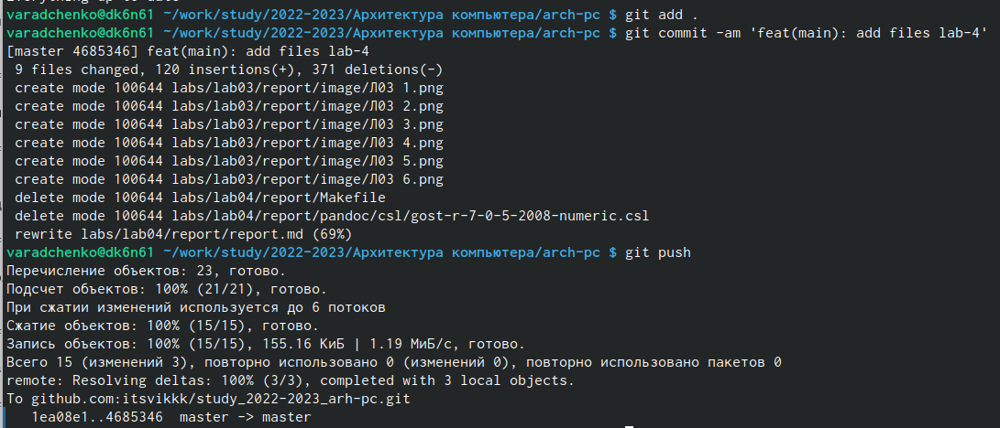 varadchenko@dk6n61 ~/work/study/2022-2023/Архитектура компьютера/arch-pc $ git add .
varadchenko@dk6n61 ~/work/study/2022-2023/Архитектура компьютера/arch-pc $ git commit -am 'feat(main): add files lab-4'
[master 4685346] feat(main): add files lab-4
 9 files changed, 120 insertions(+), 371 deletions(-)
 create mode 100644 labs/lab03/report/image/Л03 1.png
 create mode 100644 labs/lab03/report/image/Л03 2.png
 create mode 100644 labs/lab03/report/image/Л03 3.png
 create mode 100644 labs/lab03/report/image/Л03 4.png
 create mode 100644 labs/lab03/report/image/Л03 5.png
 create mode 100644 labs/lab03/report/image/Л03 6.png
 delete mode 100644 labs/lab04/report/Makefile
 delete mode 100644 labs/lab04/report/pandoc/csl/gost-r-7-0-5-2008-numeric.csl
 rewrite labs/lab04/report/report.md (69%)
varadchenko@dk6n61 ~/work/study/2022-2023/Архитектура компьютера/arch-pc $ git push
Перечисление объектов: 23, готово.
Подсчет объектов: 100% (21/21), готово.
При сжатии изменений используется до 6 потоков
Сжатие объектов: 100% (15/15), готово.
Запись объектов: 100% (15/15), 155.16 КиБ | 1.19 МиБ/с, готово.
Всего 15 (изменений 3), повторно использовано 0 (изменений 0), повторно использовано пакетов 0
remote: Resolving deltas: 100% (3/3), completed with 3 local objects.
To github.com:itsvikkk/study_2022-2023_arh-pc.git
   1ea08e1..4685346  master -> master